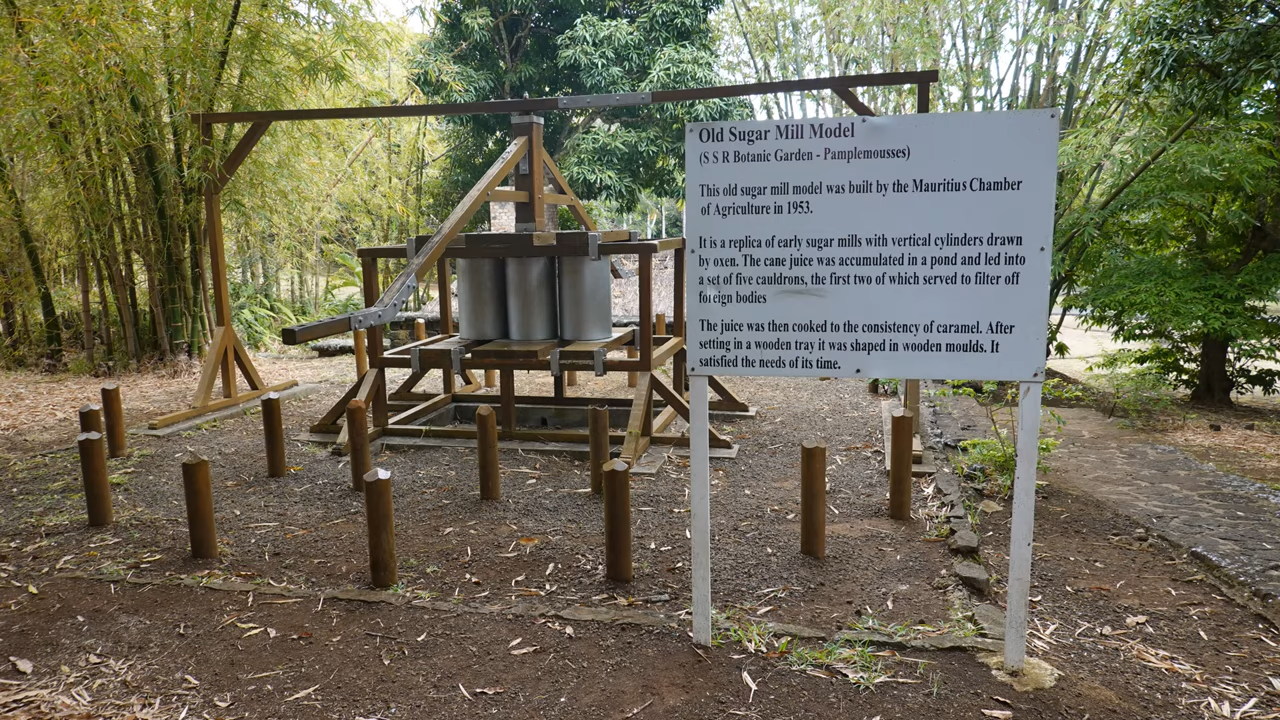 Old Sugar Mill Model
(S S R Botanic Garden - Pamplemousses)
This old sugar mill model was built by the Mauritius Chamber
of Agriculture in 1953.
It is a replica of early sugar mills with vertical cylinders drawn
by oxen. The cane juice was accumulated in a pond and led into
a set of five cauldrons, the first two of which served to filter off
foreign bodies
The juice was then cooked to the consistency of caramel. After
setting in a wooden tray it was shaped in wooden moulds. It
satisfied the needs of its time.